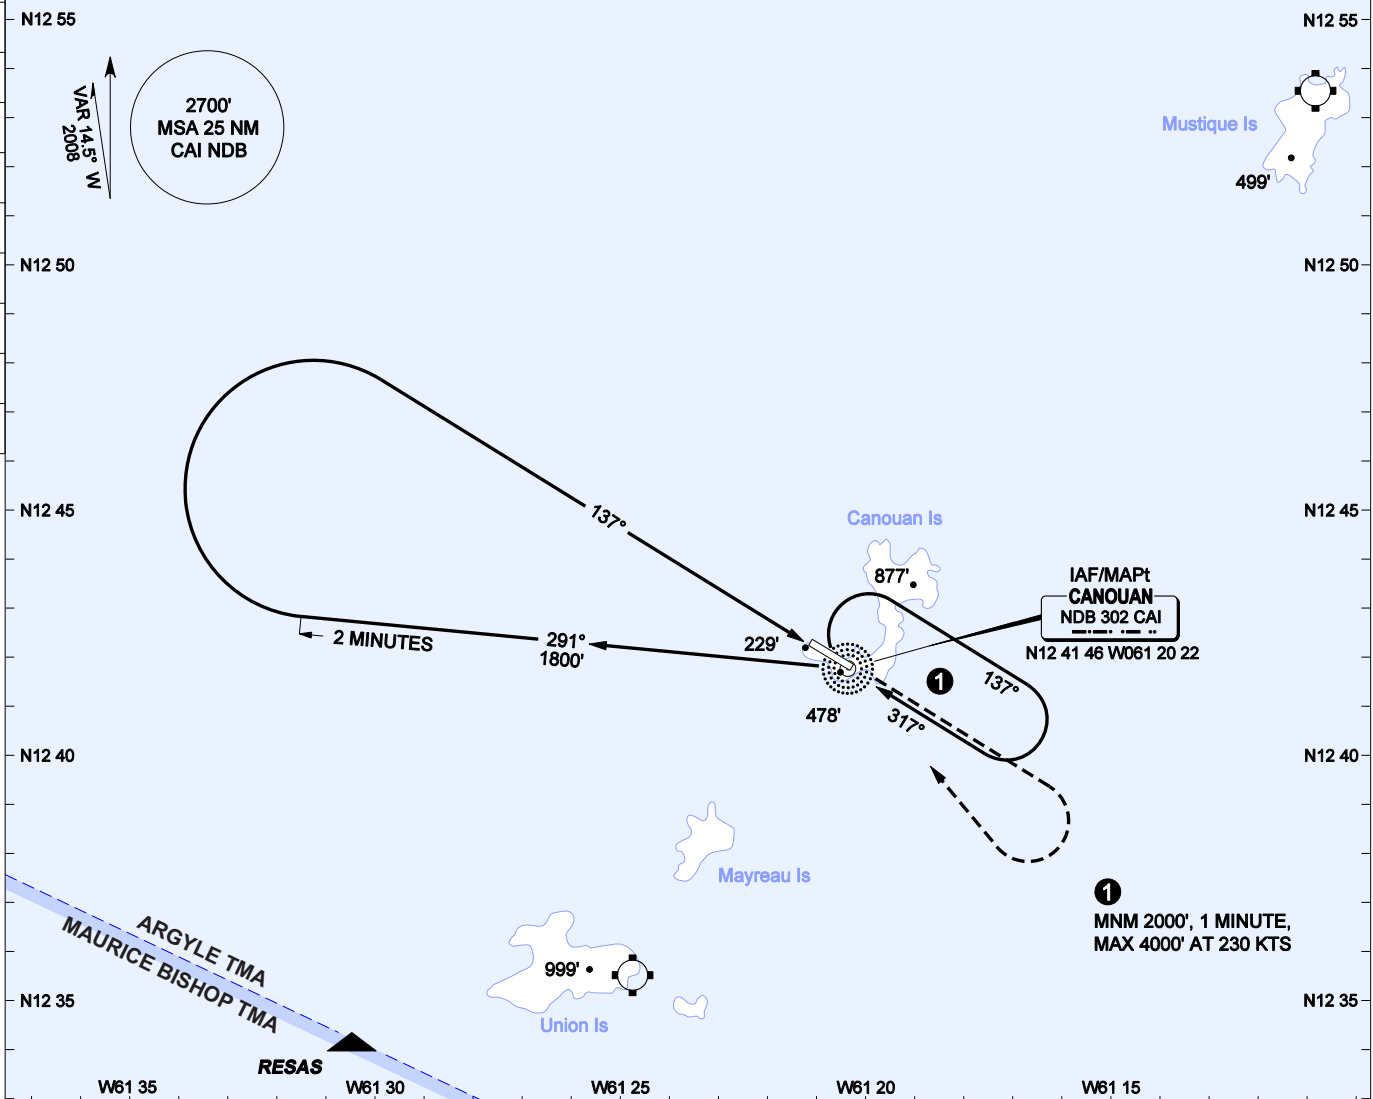 N12 55
N12 55
VAR 14.5° W
2008
2700'
MSA 25 NM
CAI NDB
Mustique Is
499'
N12 50
N12 50
N12 45
N12 45
137°
Canouan Is
877'
IAF/MAPt
CANOUAN
NDB 302 CAI
N12 41 46 W061 20 22
2 MINUTES
291°
1800'
229'
478'
1
137°
317°
N12 40
N12 40
Mayreau Is
1
MNM 2000', 1 MINUTE,
MAX 4000' AT 230 KTS
ARGYLE TMA
MAURICE BISHOP TMA
999'
Union Is
N12 35
N12 35
RESAS
W61 35
W61 30
W61 25
W61 20
W61 15